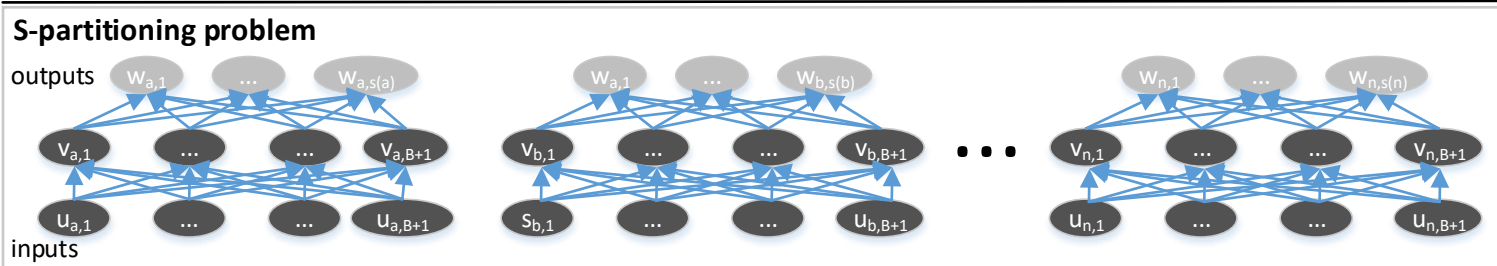 S-partitioning problem
outputs w_a,1 ... w_a,s(a) w_a,1 ... w_b,s(b) w_n,1 ... w_n,s(n)
v_a,1 ... ... v_a,B+1 v_b,1 ... ... v_b,B+1 ... v_n,1 ... ... v_n,B+1
u_a,1 ... ... u_a,B+1 s_b,1 ... ... u_b,B+1 u_n,1 ... ... u_n,B+1
inputs